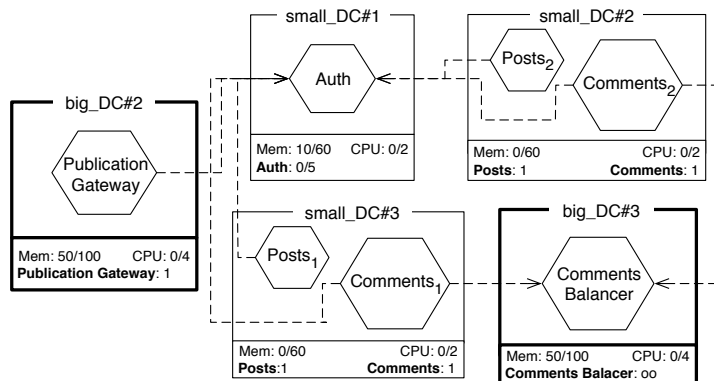 small_DC#1
small_DC#2
Auth
Posts2
Comments2
big_DC#2
Publication
Gateway
Mem: 10/60 CPU: 0/2
Auth: 0/5
Mem: 0/60 CPU: 0/2
Posts: 1 Comments: 1
small_DC#3
big_DC#3
Mem: 50/100 CPU: 0/4
Publication Gateway: 1
Posts1
Comments1
Comments
Balancer
Mem: 0/60 CPU: 0/2
Posts:1 Comments: 1
Mem: 50/100 CPU: 0/4
Comments Balacer: oo